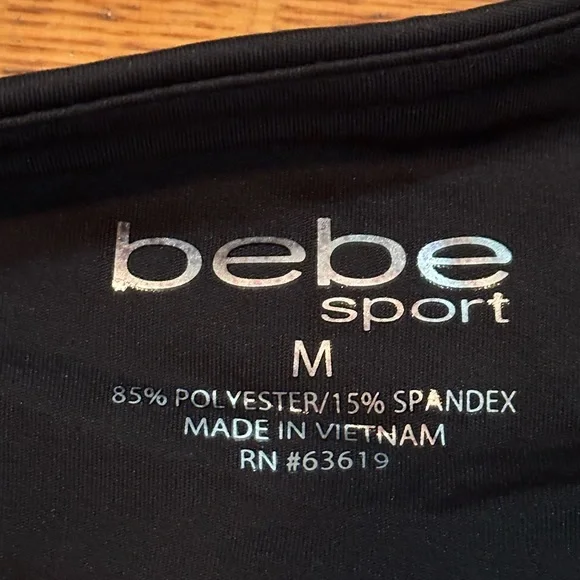 bebe
sport
M
85% POLYESTER/15% SPANDEX
MADE IN VIETNAM
RN #63619